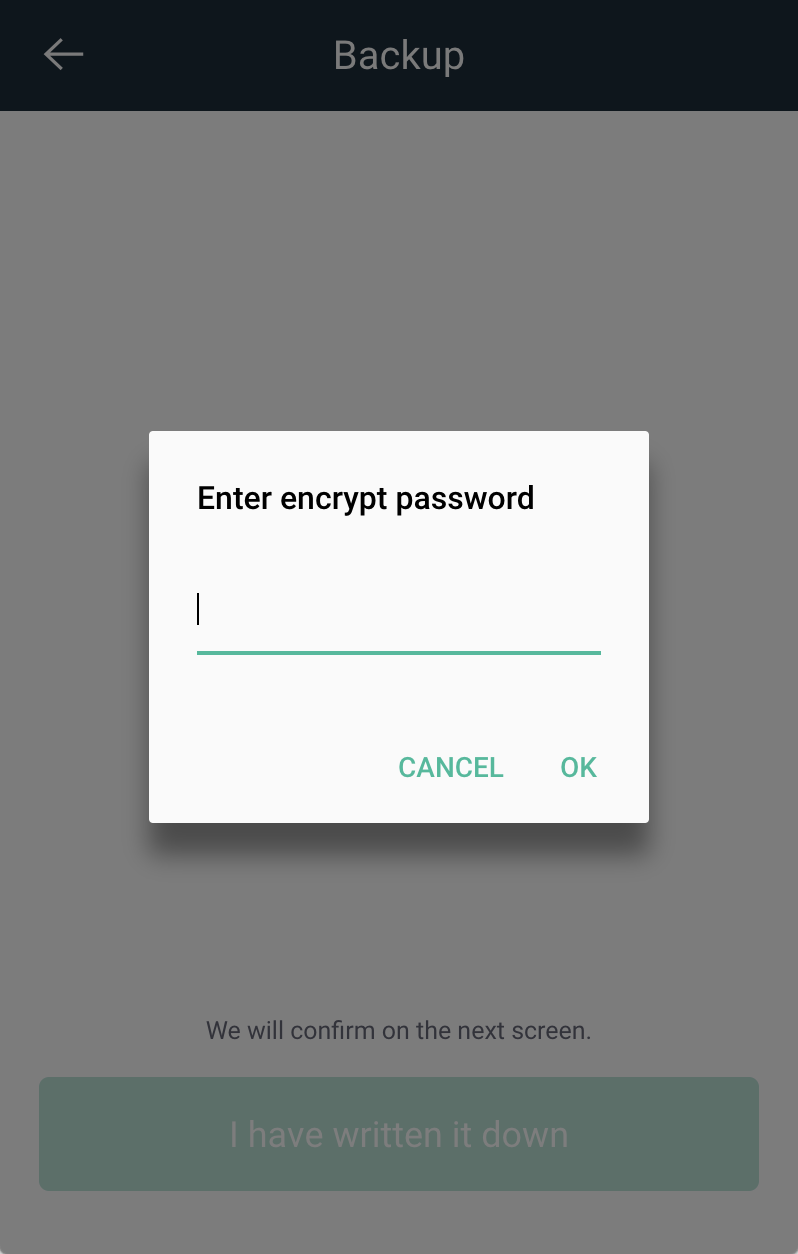 Backup
Enter encrypt password
CANCEL OK
We will confirm on the next screen.
I have written it down